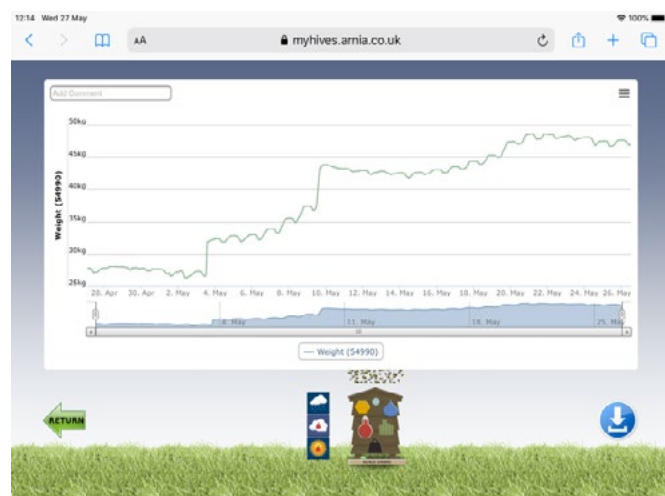 12:14 Wed 27 May
100%
AA
myhives.arnia.co.uk
Add Comment
50kg
45kg
40kg
35kg
30kg
25kg
Weight (54990)
28. Apr 30. Apr 2. May 4. May 6. May 8. May 10. May 12. May 14. May 16. May 18. May 20. May 22. May 24. May 26. May
4. May 11. May 18. May 25. May
Weight (54990)
RETURN